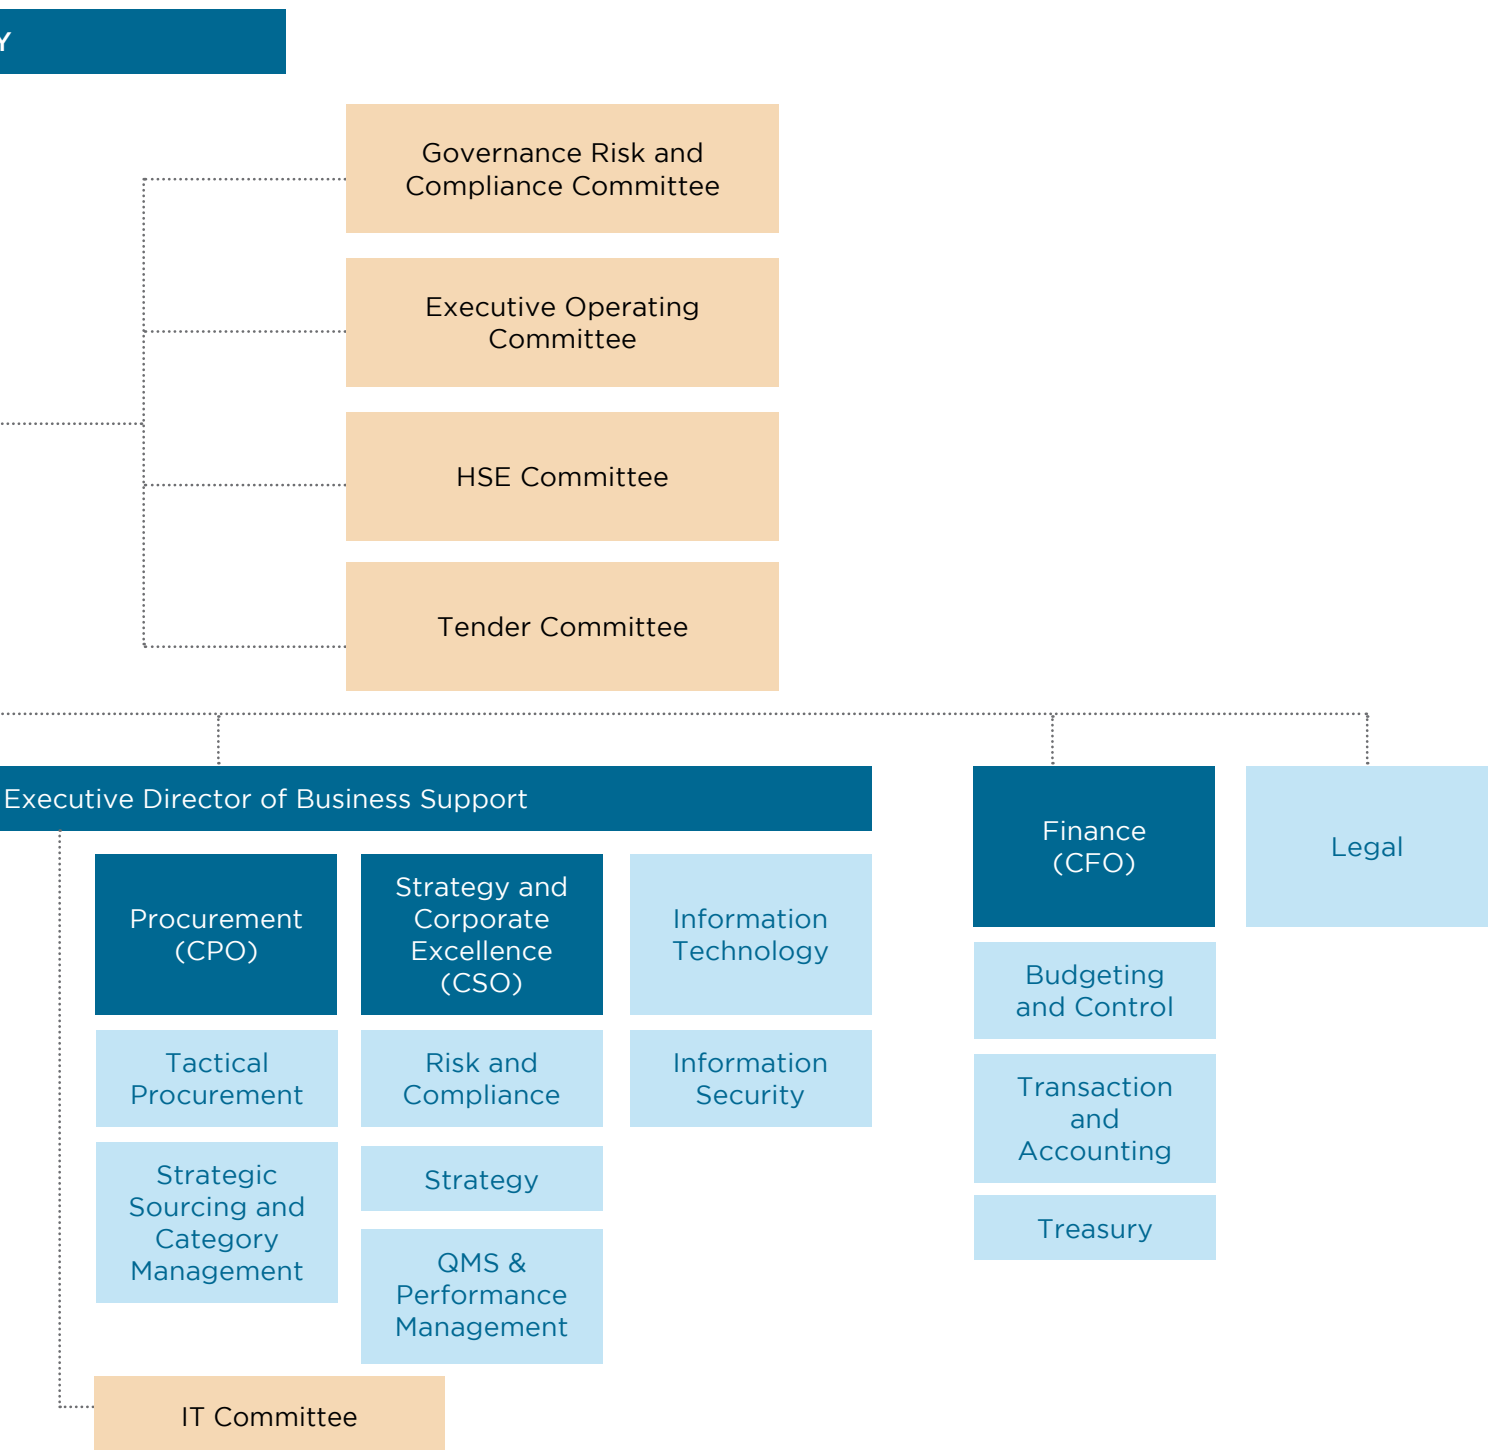 Y
Governance Risk and
Compliance Committee
Executive Operating
Committee
HSE Committee
Tender Committee
Executive Director of Business Support
Procurement
(CPO)
Tactical
Procurement
Strategic
Sourcing and
Category
Management
Strategy and
Corporate
Excellence
(CSO)
Risk and
Compliance
Strategy
QMS &
Performance
Management
Information
Technology
Information
Security
IT Committee
Finance
(CFO)
Budgeting
and Control
Transaction
and
Accounting
Treasury
Legal